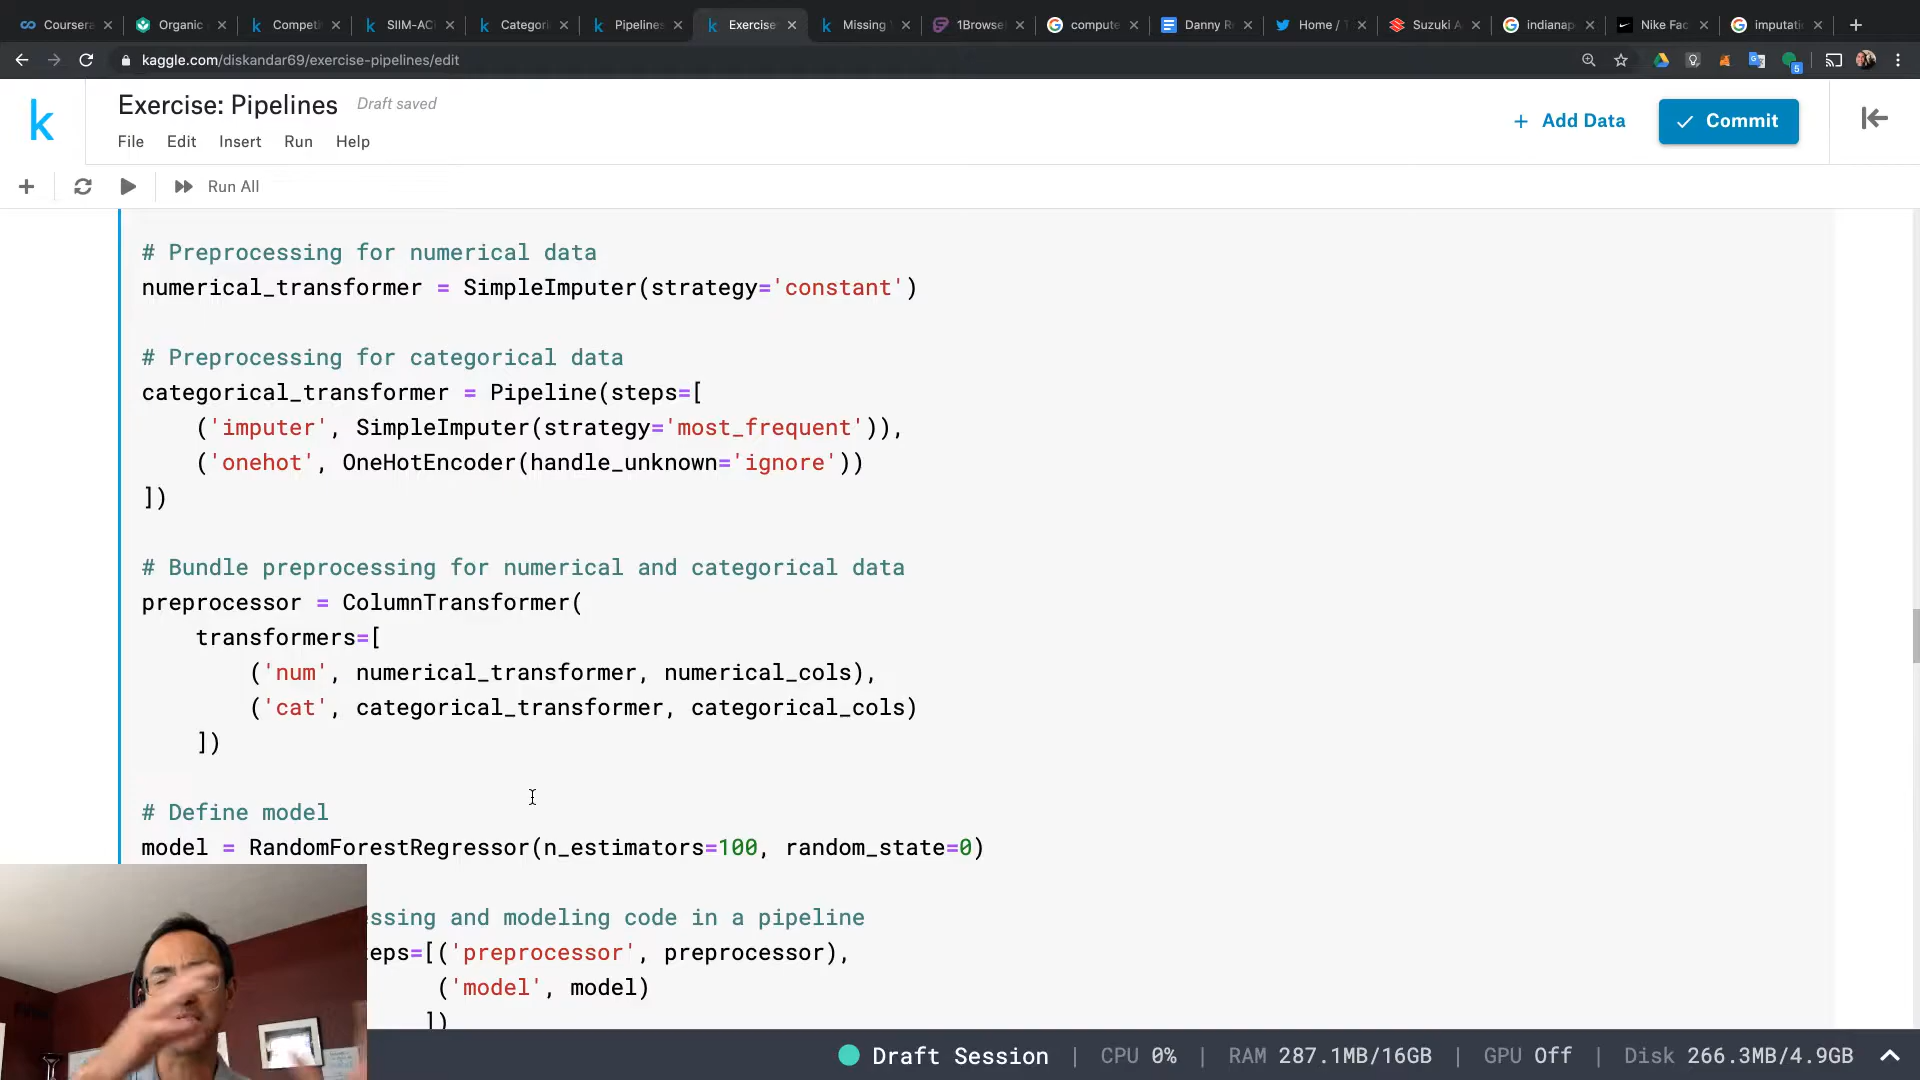 Coursera
Organic
Competi
SIIM-AC
Categori
Pipelines
Exercise
Missing
1Browse
compute
Danny R
Home / T
Suzuki A
indianap
Nike Fac
imputati
kaggle.com/diskandar69/exercise-pipelines/edit
5
k
Exercise: Pipelines
Draft saved
File Edit Insert Run Help
+ Add Data
Commit
Run All
# Preprocessing for numerical data
numerical_transformer = SimpleImputer(strategy='constant')
# Preprocessing for categorical data
categorical_transformer = Pipeline(steps=[
('imputer', SimpleImputer(strategy='most_frequent')),
('onehot', OneHotEncoder(handle_unknown='ignore'))
])
# Bundle preprocessing for numerical and categorical data
preprocessor = ColumnTransformer(
transformers=[
('num', numerical_transformer, numerical_cols),
('cat', categorical_transformer, categorical_cols)
])
# Define model
model = RandomForestRegressor(n_estimators=100, random_state=0)
ssing and modeling code in a pipeline
eps=[('preprocessor', preprocessor),
('model', model)
])
Draft Session | CPU 0% | RAM 287.1MB/16GB | GPU Off | Disk 266.3MB/4.9GB